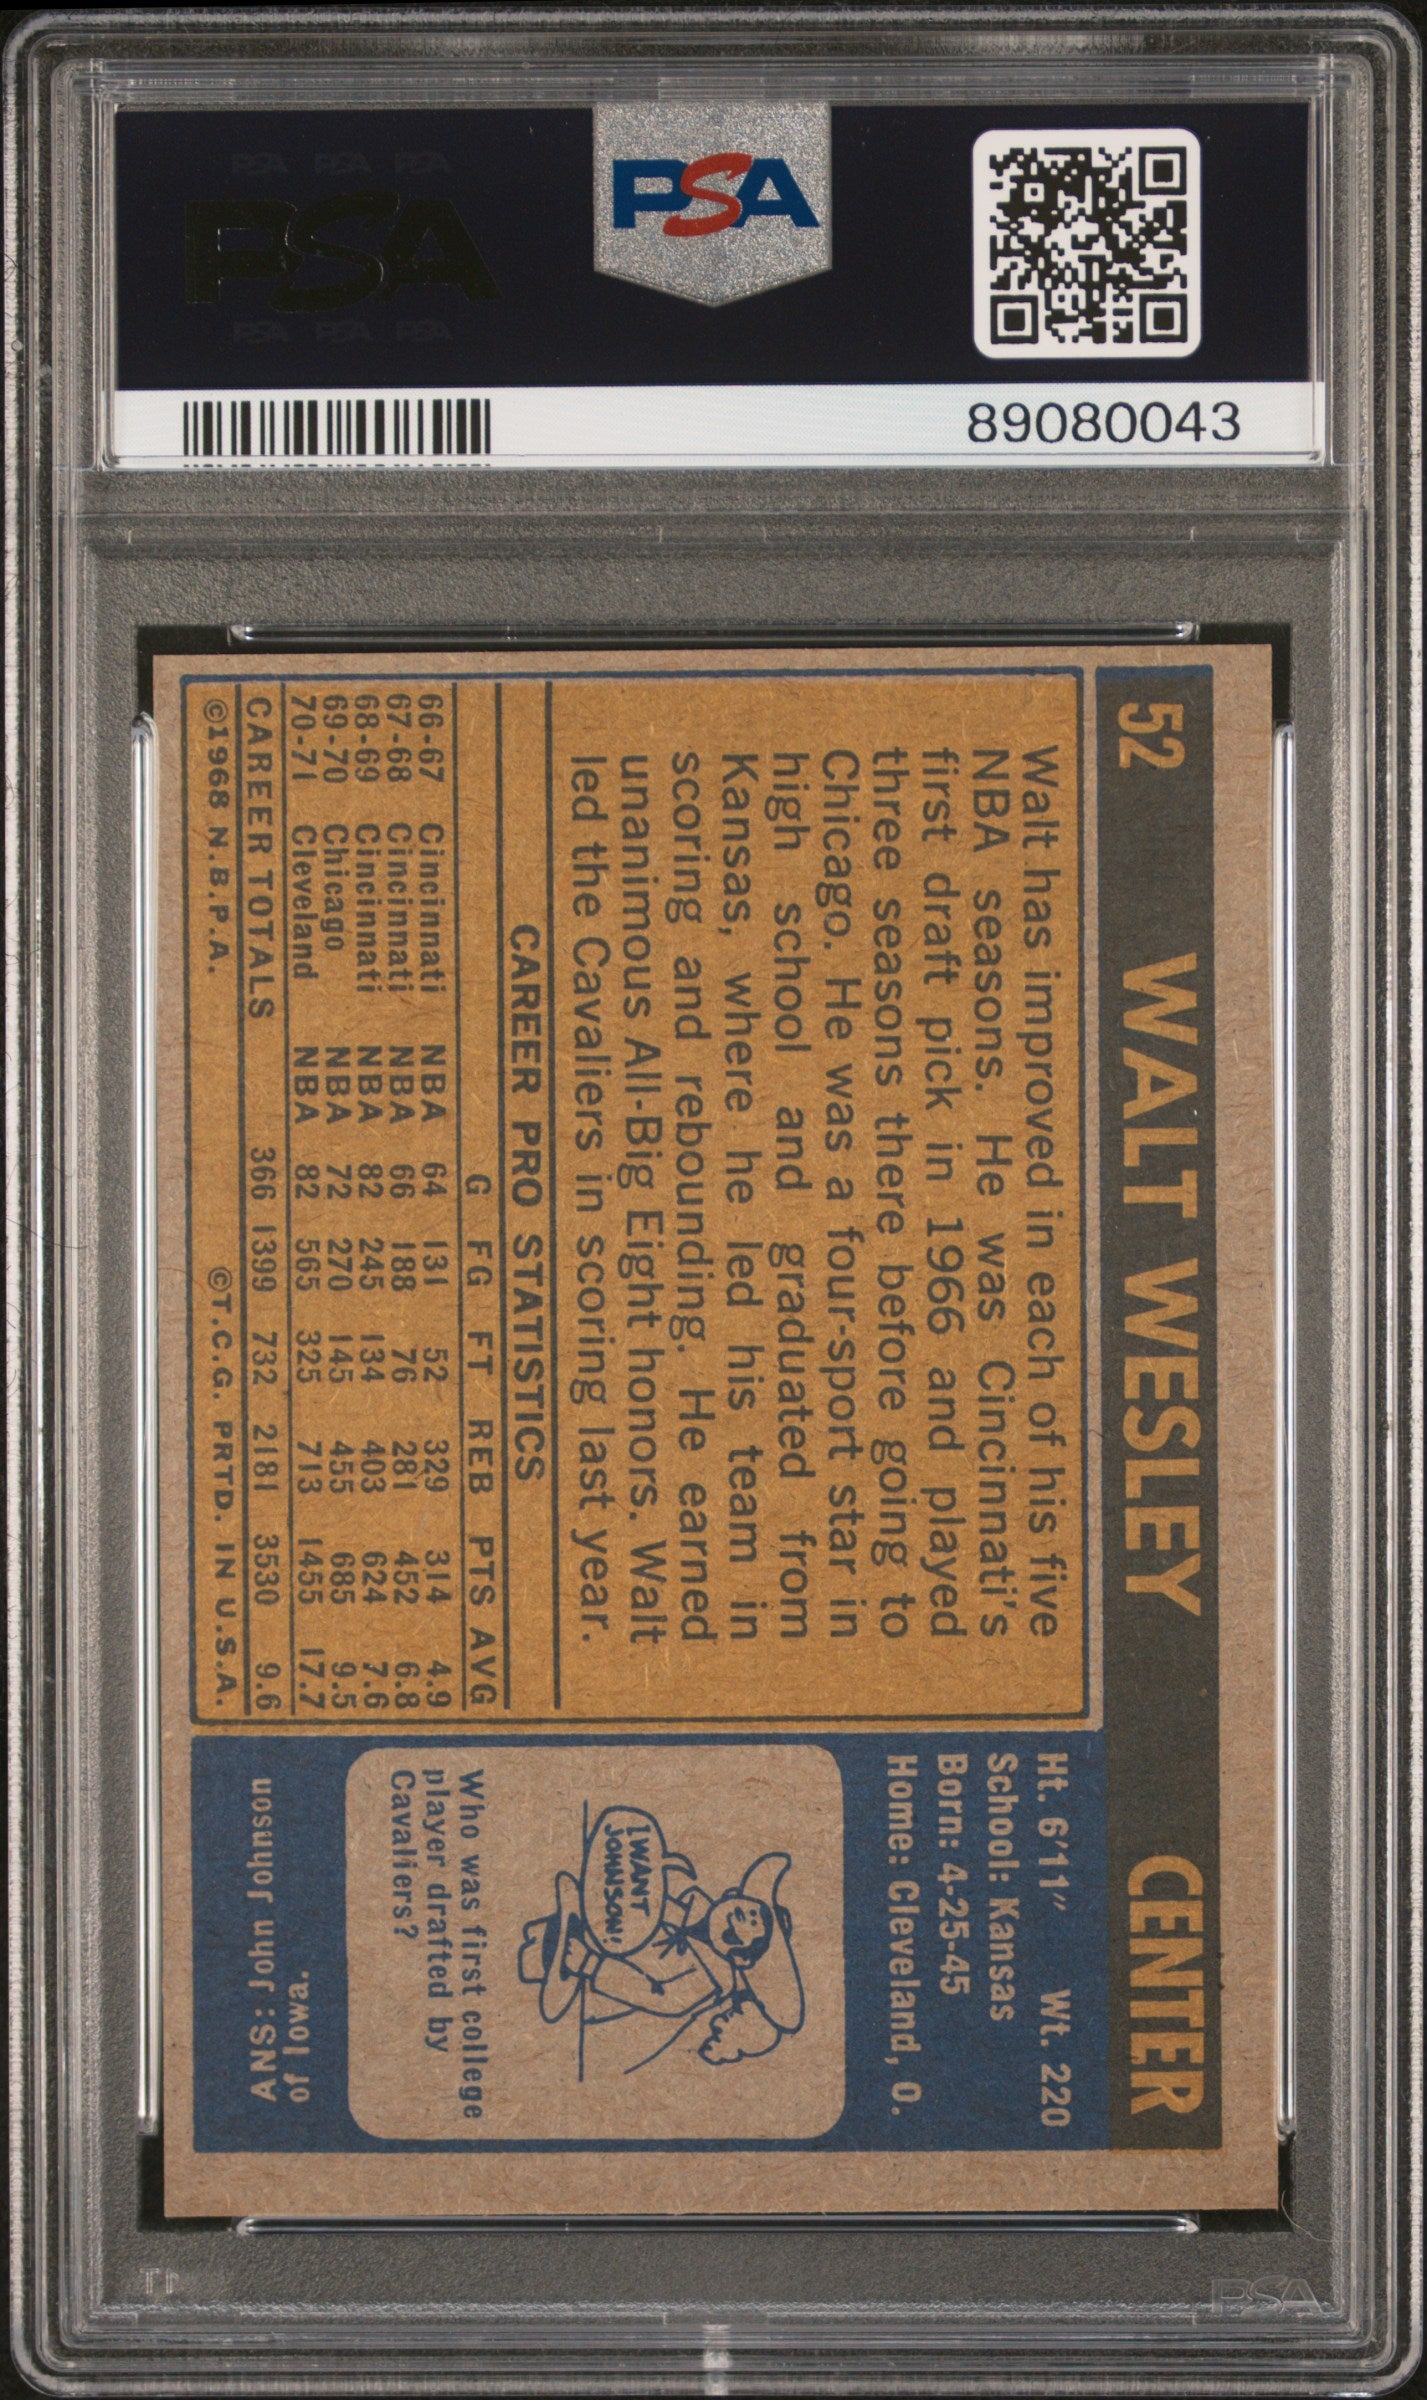 PSA PSA PSA
PSA
PSA PSA PSA
PSA
89080043
52 WALT WESLEY CENTER
Walt has improved in each of his five
NBA seasons. He was Cincinnati's
first draft pick in 1966 and played
three seasons there before going to
Chicago. He was a four-sport star in
high school and graduated from
Kansas, where he led his team in
scoring and rebounding. He earned
unanimous All-Big Eight honors. Walt
led the Cavaliers in scoring last year.
CAREER PRO STATISTICS
G FG FT REB PTS AVG
66-67 Cincinnati NBA 64 131 52 329 314 4.9
67-68 Cincinnati NBA 66 188 76 281 452 6.8
68-69 Cincinnati NBA 82 245 134 403 624 7.6
69-70 Chicago NBA 72 270 145 455 685 9.5
70-71 Cleveland NBA 82 565 325 713 1455 17.7
CAREER TOTALS 366 1399 732 2181 3530 9.6
©1968 N.B.P.A. ©T.C.G. PRTD. IN U.S.A.
Ht. 6'11" Wt. 220
School: Kansas
Born: 4-25-45
Home: Cleveland, O.
I WANT
JOHNSON!
Who was first college
player drafted by
Cavaliers?
ANS: John Johnson
of Iowa.
PSA